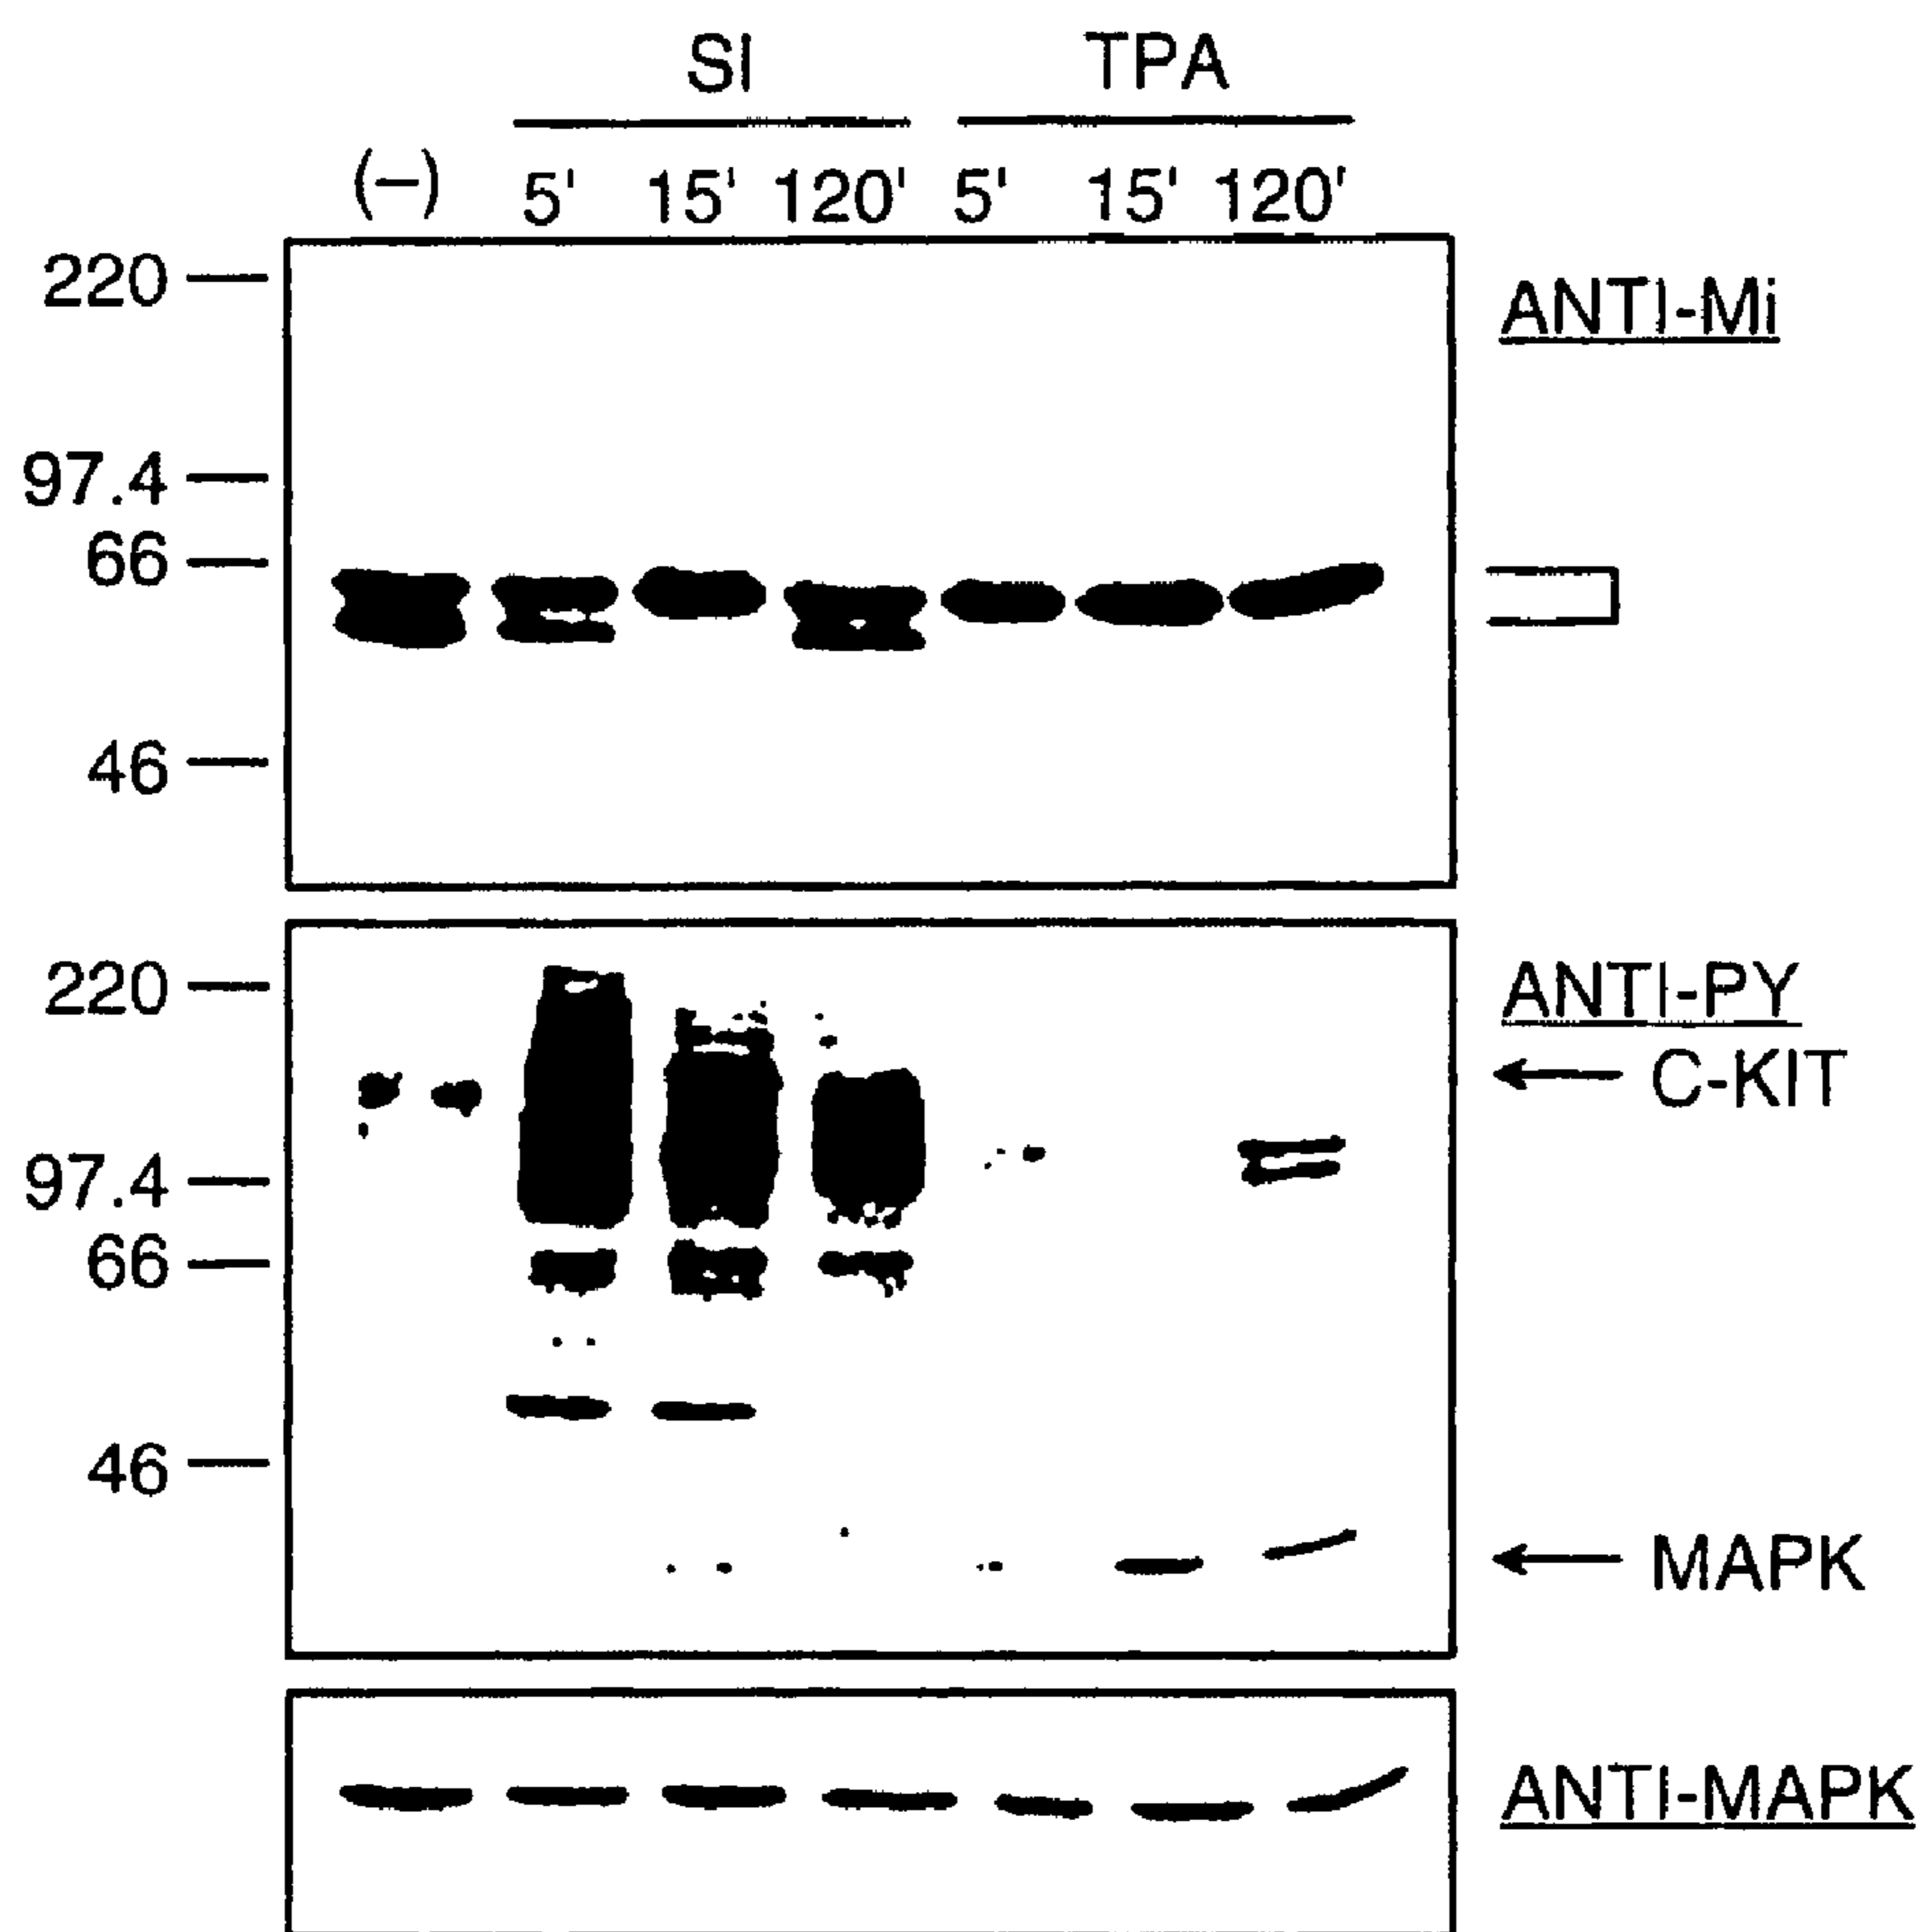 Sl TPA
(—) 5' 15' 120' 5' 15' 120'
220
97.4
66
46
ANTI-Mi
220
97.4
66
46
ANTI-PY
C-KIT
MAPK
ANTI-MAPK